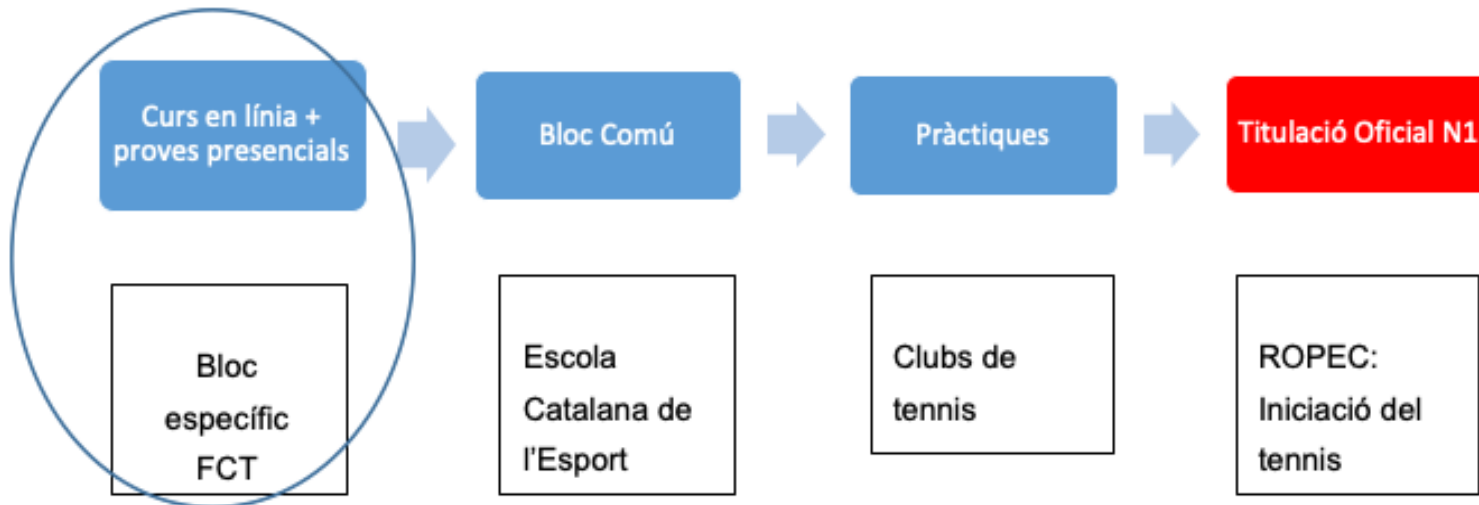 Curs en línia +
proves presencials
Bloc Comú
Pràctiques
Titulació Oficial N1
Bloc
específic
FCT
Escola
Catalana de
l’Esport
Clubs de
tennis
ROPEC:
Iniciació del
tennis